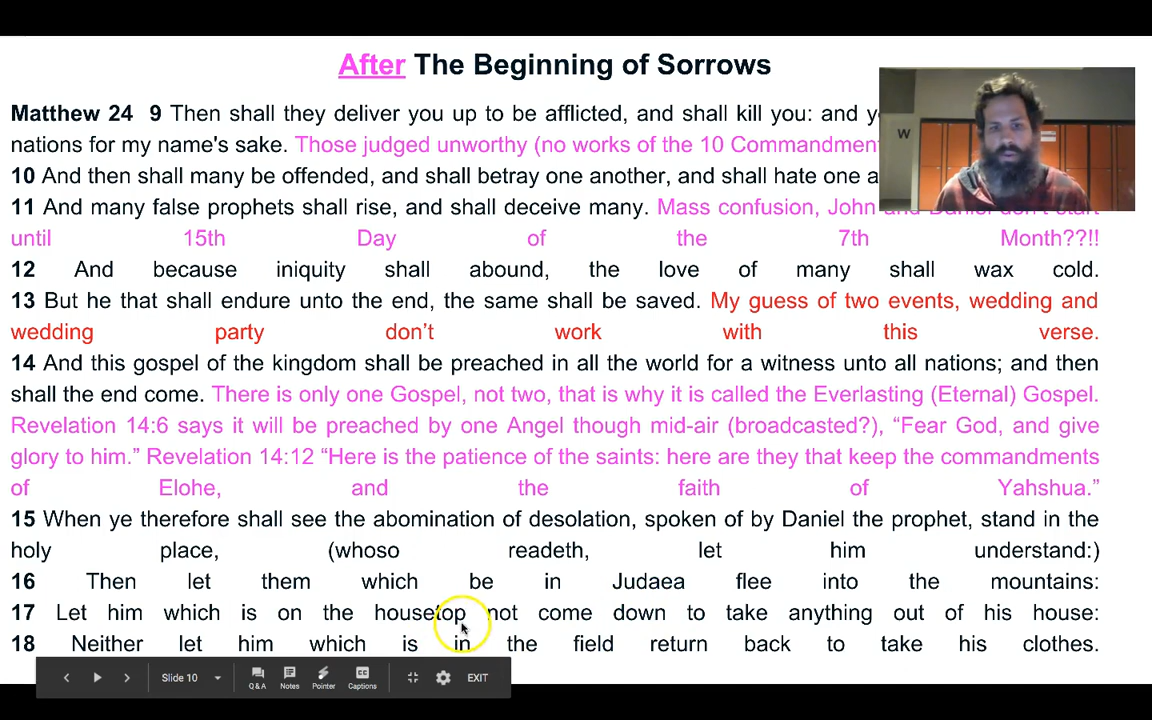 After The Beginning of Sorrows
Matthew 24 9 Then shall they deliver you up to be afflicted, and shall kill you: and y
nations for my name's sake. Those judged unworthy (no works of the 10 Commandment
10 And then shall many be offended, and shall betray one another, and shall hate one a
W
11 And many false prophets shall rise, and shall deceive many. Mass confusion, John and Daniel don't start
until 15th Day of the 7th Month??!!
12 And because iniquity shall abound, the love of many shall wax cold.
13 But he that shall endure unto the end, the same shall be saved. My guess of two events, wedding and
wedding party don't work with this verse.
14 And this gospel of the kingdom shall be preached in all the world for a witness unto all nations; and then
shall the end come. There is only one Gospel, not two, that is why it is called the Everlasting (Eternal) Gospel.
Revelation 14:6 says it will be preached by one Angel though mid-air (broadcasted?), “Fear God, and give
glory to him.” Revelation 14:12 “Here is the patience of the saints: here are they that keep the commandments
of Elohe, and the faith of Yahshua.”
15 When ye therefore shall see the abomination of desolation, spoken of by Daniel the prophet, stand in the
holy place, (whoso readeth, let him understand:)
16 Then let them which be in Judaea flee into the mountains:
17 Let him which is on the housetop not come down to take anything out of his house:
18 Neither let him which is in the field return back to take his clothes.
Slide 10 Q&A Notes Pointer Captions EXIT